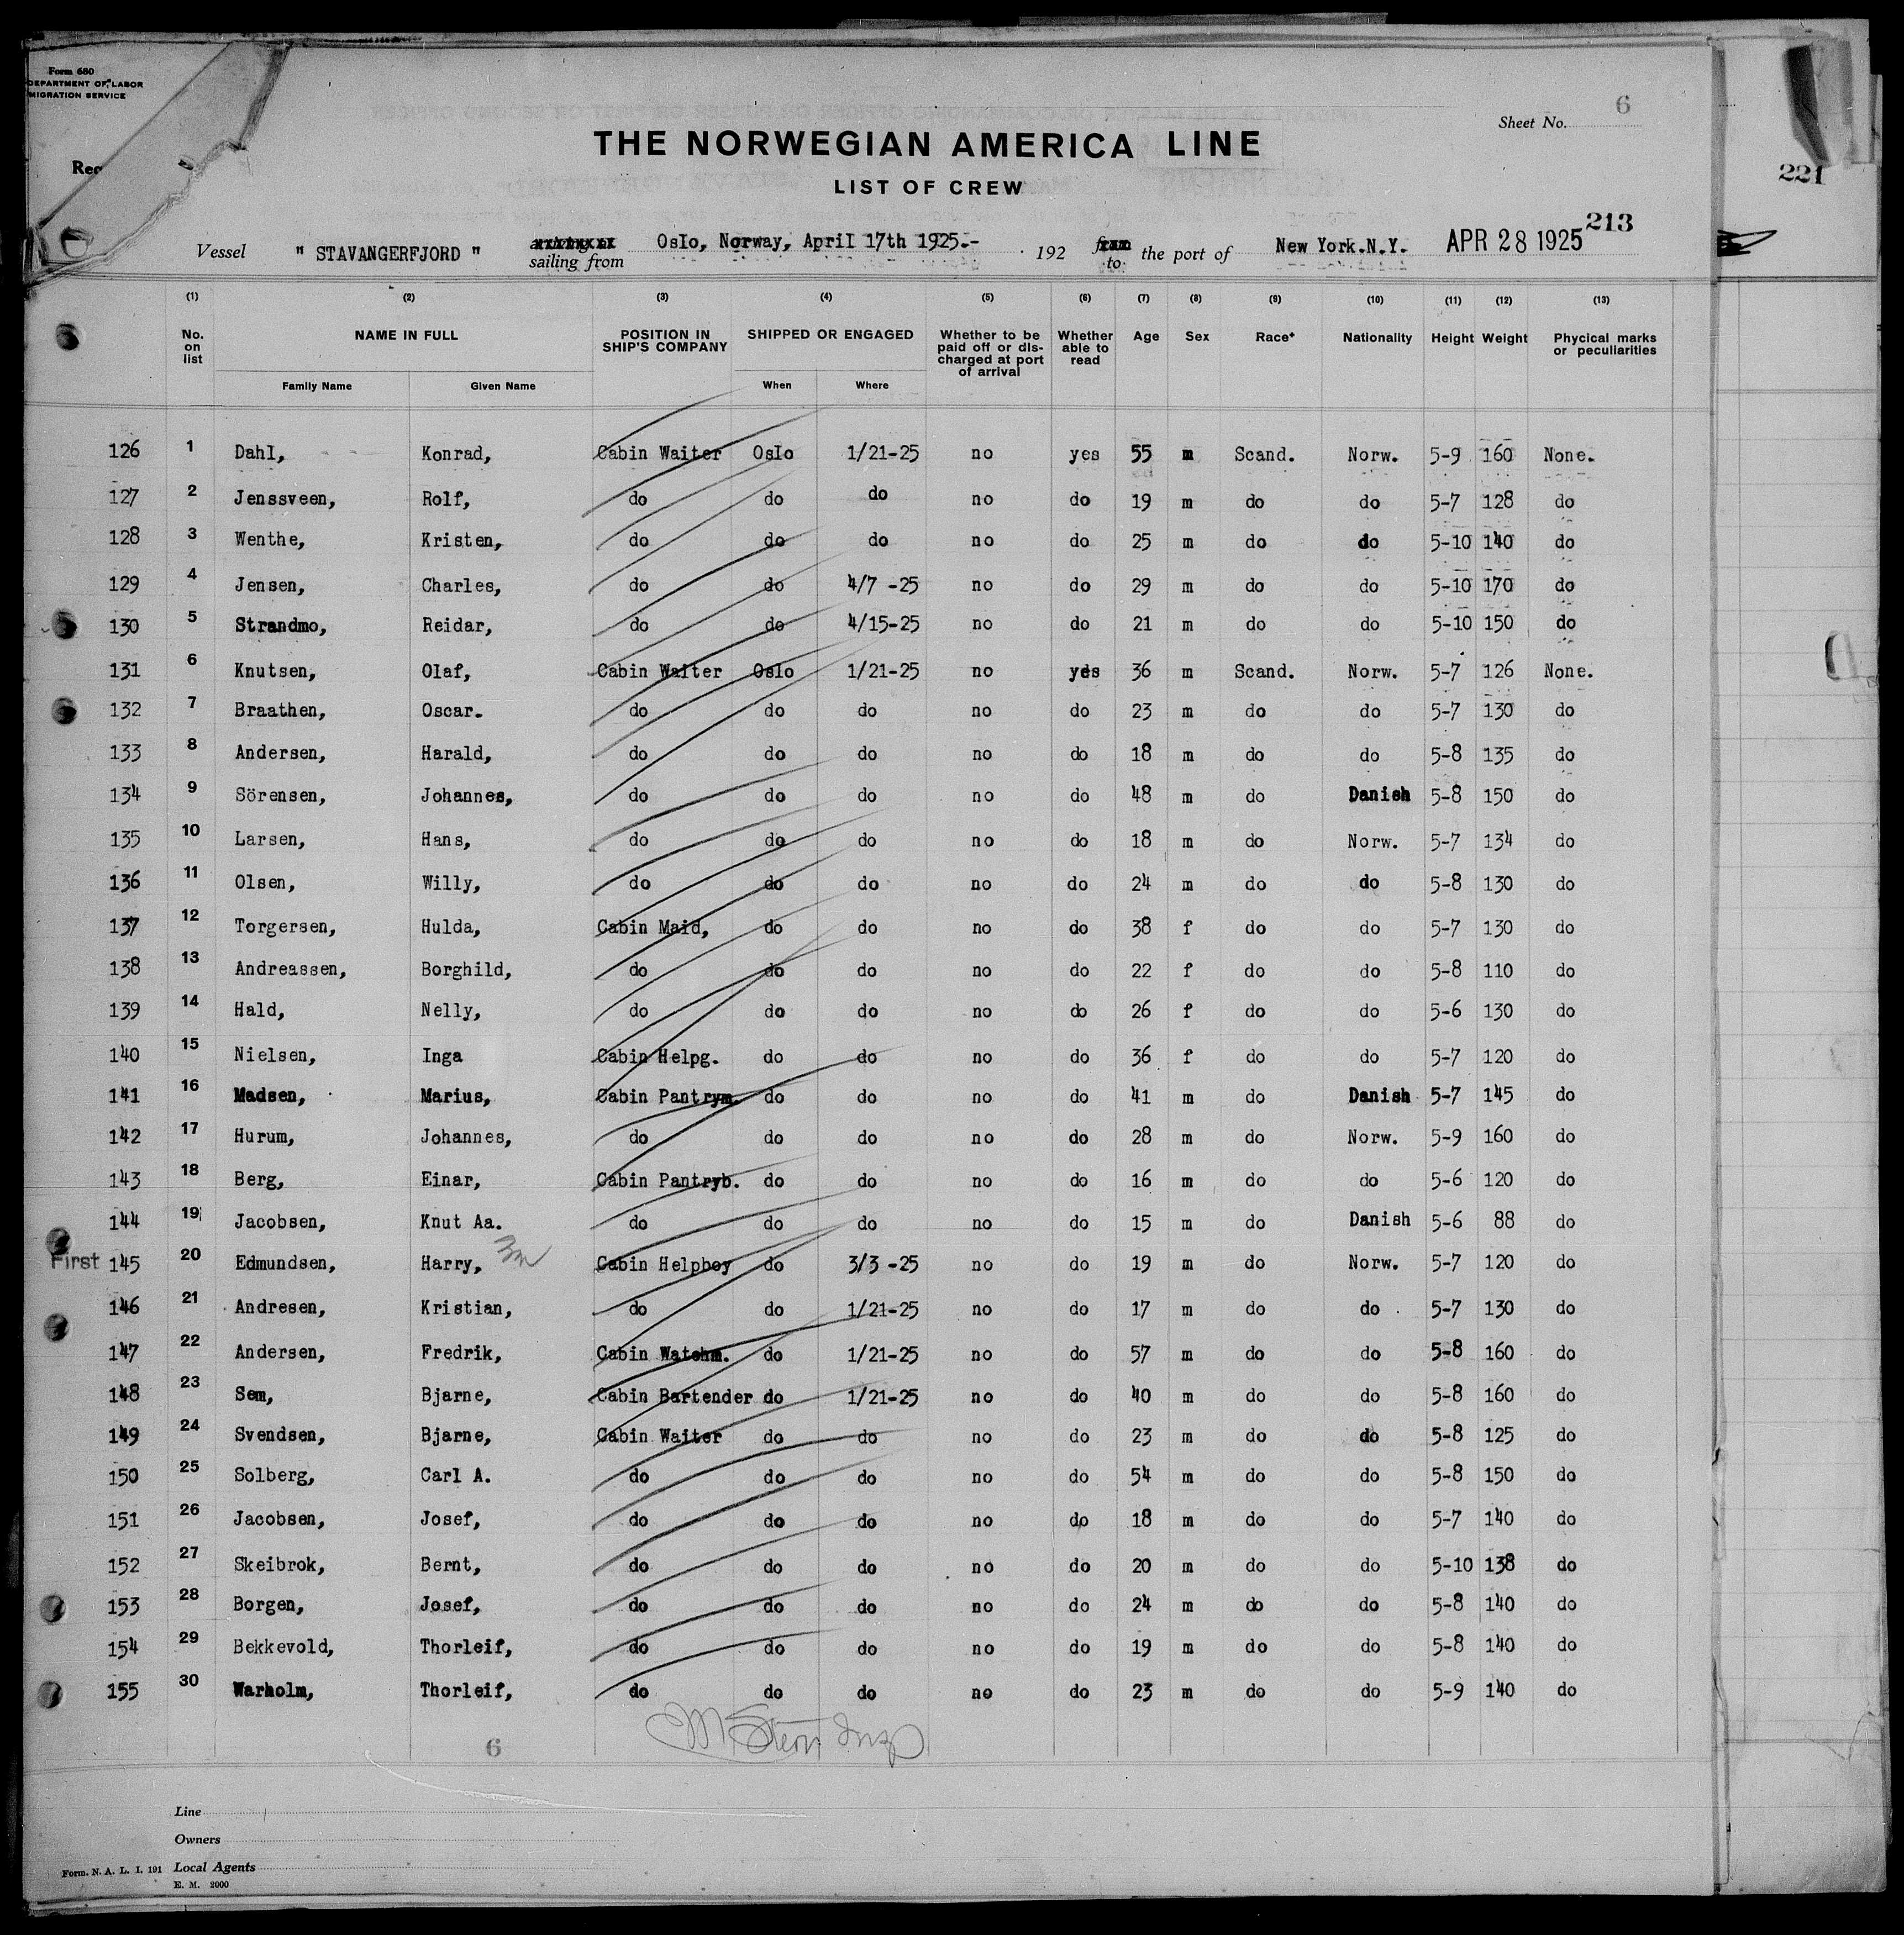 Form 680
DEPARTMENT OF LABOR
MIGRATION SERVICE
Sheet No. 6
THE NORWEGIAN AMERICA LINE
221
LIST OF CREW
213
Vessel " STAVANGERFJORD " sailing from Oslo, Norway, April 17th 1925.- 192 from to the port of New York.N.Y. APR 28 1925
(1) (2) (3) (4) (5) (6) (7) (8) (9) (10) (11) (12) (13)
No. on list NAME IN FULL POSITION IN SHIP'S COMPANY SHIPPED OR ENGAGED Whether to be paid off or discharged at port of arrival Whether able to read Age Sex Race* Nationality Height Weight Phycical marks or peculiarities
Family Name Given Name When Where
126 1 Dahl, Konrad, Cabin Waiter Oslo 1/21-25 no yes 55 m Scand. Norw. 5-9 160 None.
127 2 Jenssveen, Rolf, do do do no do 19 m do do 5-7 128 do
128 3 Wenthe, Kristen, do do do no do 25 m do do 5-10 140 do
129 4 Jensen, Charles, do do 4/7 -25 no do 29 m do do 5-10 170 do
130 5 Strandmo, Reidar, do do 4/15-25 no do 21 m do do 5-10 150 do
131 6 Knutsen, Olaf, Cabin Waiter Oslo 1/21-25 no yes 36 m Scand. Norw. 5-7 126 None.
132 7 Braathen, Oscar. do do do no do 23 m do do 5-7 130 do
133 8 Andersen, Harald, do do do no do 18 m do do 5-8 135 do
134 9 Sörensen, Johannes, do do do no do 48 m do Danish 5-8 150 do
135 10 Larsen, Hans, do do do no do 18 m do Norw. 5-7 134 do
136 11 Olsen, Willy, do do do no do 24 m do do 5-8 130 do
137 12 Torgersen, Hulda, Cabin Maid, do do no do 38 f do do 5-7 130 do
138 13 Andreassen, Borghild, do do do no do 22 f do do 5-8 110 do
139 14 Hald, Nelly, do do do no do 26 f do do 5-6 130 do
140 15 Nielsen, Inga Cabin Helpg. do do no do 36 f do do 5-7 120 do
141 16 Madsen, Marius, Cabin Pantrym. do do no do 41 m do Danish 5-7 145 do
142 17 Hurum, Johannes, do do do no do 28 m do Norw. 5-9 160 do
143 18 Berg, Einar, Cabin Pantryb. do do no do 16 m do do 5-6 120 do
144 19 Jacobsen, Knut Aa. do do do no do 15 m do Danish 5-6 88 do
First 145 20 Edmundsen, Harry, Cabin Helpboy do 3/3 -25 no do 19 m do Norw. 5-7 120 do
146 21 Andresen, Kristian, do do 1/21-25 no do 17 m do do 5-7 130 do
147 22 Andersen, Fredrik, Cabin Watchm. do 1/21-25 no do 57 m do do 5-8 160 do
148 23 Sem, Bjarne, Cabin Bartender do 1/21-25 no do 40 m do do 5-8 160 do
149 24 Svendsen, Bjarne, Cabin Waiter do do no do 23 m do do 5-8 125 do
150 25 Solberg, Carl A. do do do no do 54 m do do 5-8 150 do
151 26 Jacobsen, Josef, do do do no do 18 m do do 5-7 140 do
152 27 Skeibrok, Bernt, do do do no do 20 m do do 5-10 138 do
153 28 Borgen, Josef, do do do no do 24 m do do 5-8 140 do
154 29 Bekkevold, Thorleif, do do do no do 19 m do do 5-8 140 do
155 30 Warholm, Thorleif, do do do no do 23 m do do 5-9 140 do
6
Line
Owners
Form. N. A. L. I. 191 Local Agents
E. M. 2000